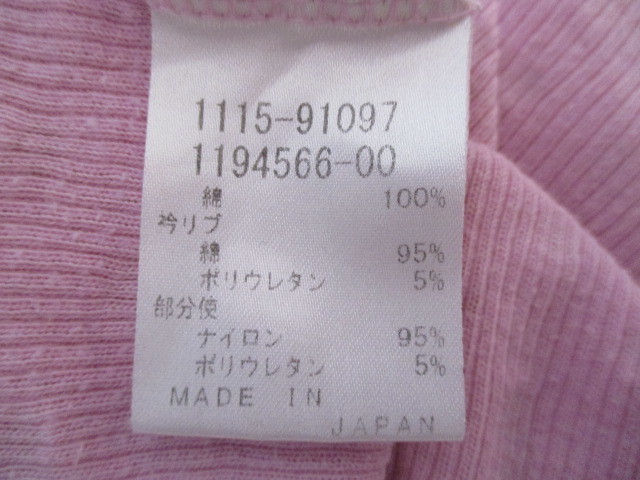 1115-91097
1194566-00
綿 100%
衿リブ
綿 95%
ポリウレタン 5%
部分使
ナイロン 95%
ポリウレタン 5%
MADE IN
JAPAN